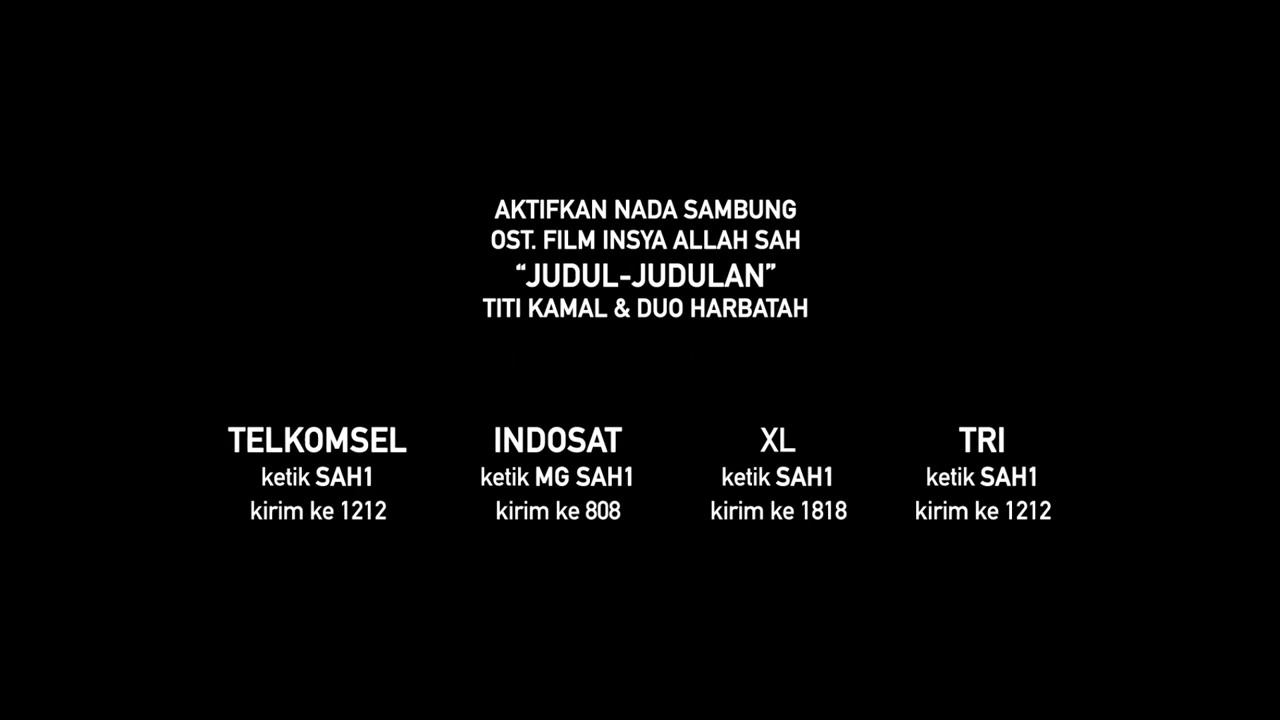 AKTIFKAN NADA SAMBUNG
OST. FILM INSYA ALLAH SAH
“JUDUL-JUDULAN”
TITI KAMAL & DUO HARBATAH
TELKOMSEL
ketik SAH1
kirim ke 1212
INDOSAT
ketik MG SAH1
kirim ke 808
XL
ketik SAH1
kirim ke 1818
TRI
ketik SAH1
kirim ke 1212